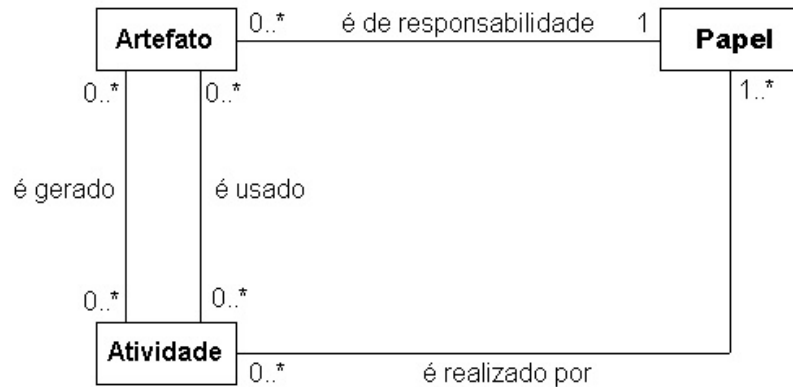 Artefato 0..* é de responsabilidade 1 Papel
0..* 0..* 1..*
é gerado é usado
0..* 0..*
Atividade 0..* é realizado por